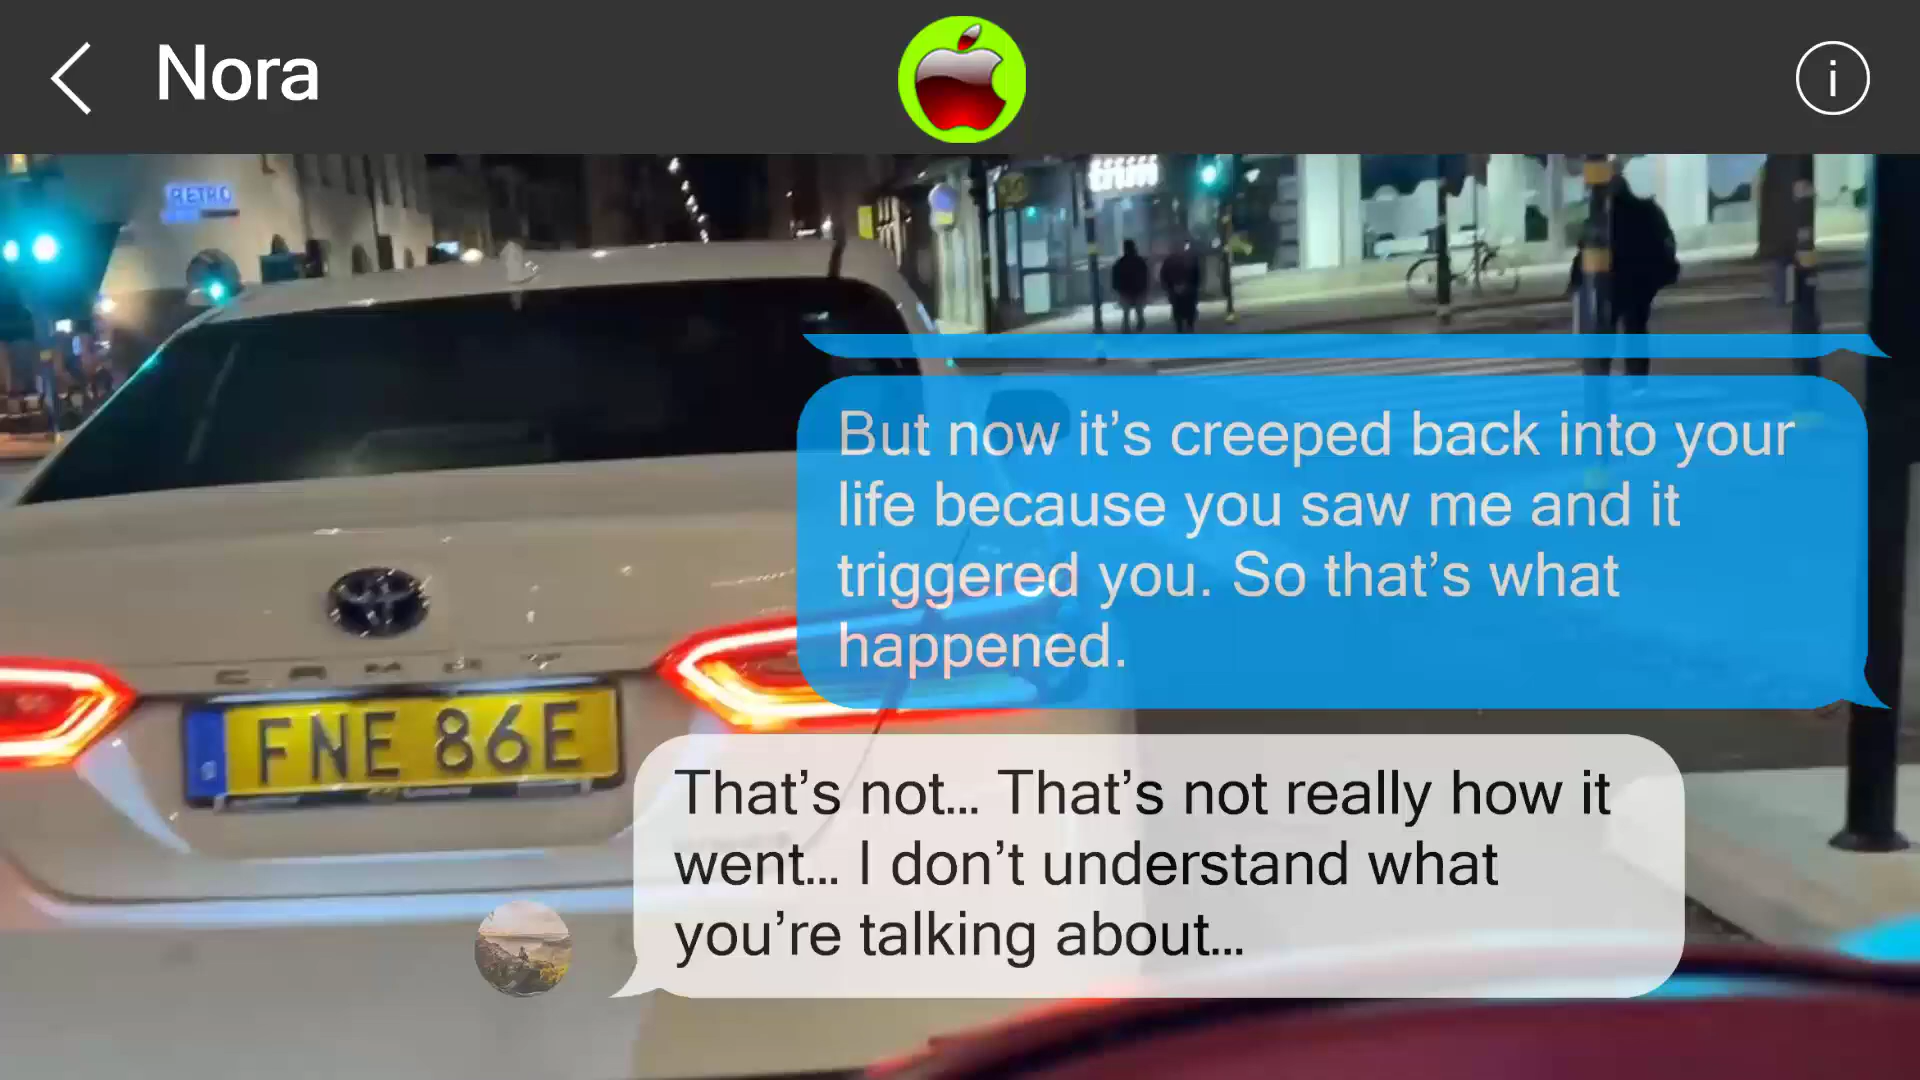 Nora
RETRO
trim
But now it’s creeped back into your
life because you saw me and it
triggered you. So that’s what
happened.
CAMRY
FNE 86E
That’s not... That’s not really how it
went... I don’t understand what
you’re talking about...